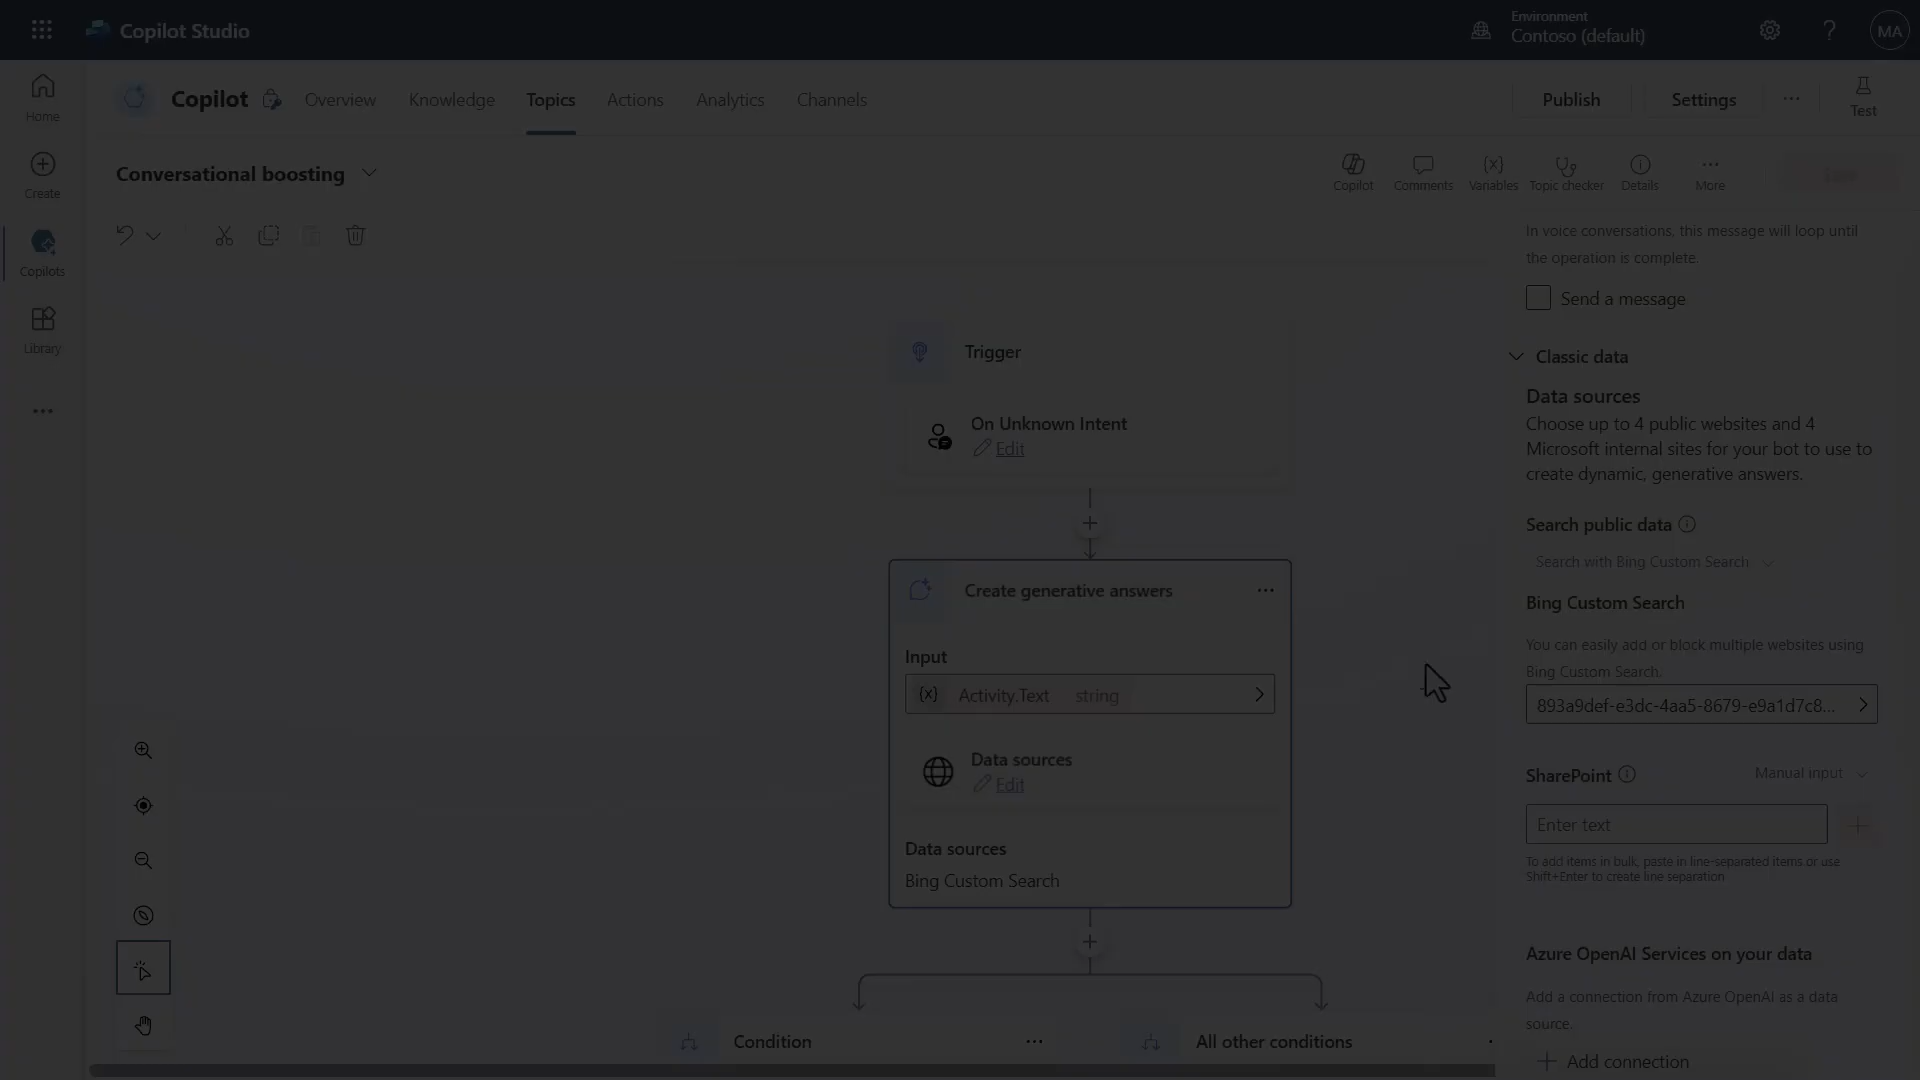 Copilot Studio
Environment
Contoso (default)
MA
Home
Create
Copilots
Library
Copilot
Overview
Knowledge
Topics
Actions
Analytics
Channels
Publish
Settings
Test
Conversational boosting
Copilot
Comments
Variables
Topic checker
Details
More
Trigger
On Unknown Intent
Edit
Create generative answers
Input
{x} Activity.Text string
Data sources
Edit
Data sources
Bing Custom Search
Condition
All other conditions
In voice conversations, this message will loop until
the operation is complete.
Send a message
Classic data
Data sources
Choose up to 4 public websites and 4
Microsoft internal sites for your bot to use to
create dynamic, generative answers.
Search public data
Search with Bing Custom Search
Bing Custom Search
You can easily add or block multiple websites using
Bing Custom Search.
893a9def-e3dc-4aa5-8679-e9a1d7c8...
SharePoint
Manual input
Enter text
To add items in bulk, paste in line-separated items or use
Shift+Enter to create line separation
Azure OpenAI Services on your data
Add a connection from Azure OpenAI as a data
source.
Add connection